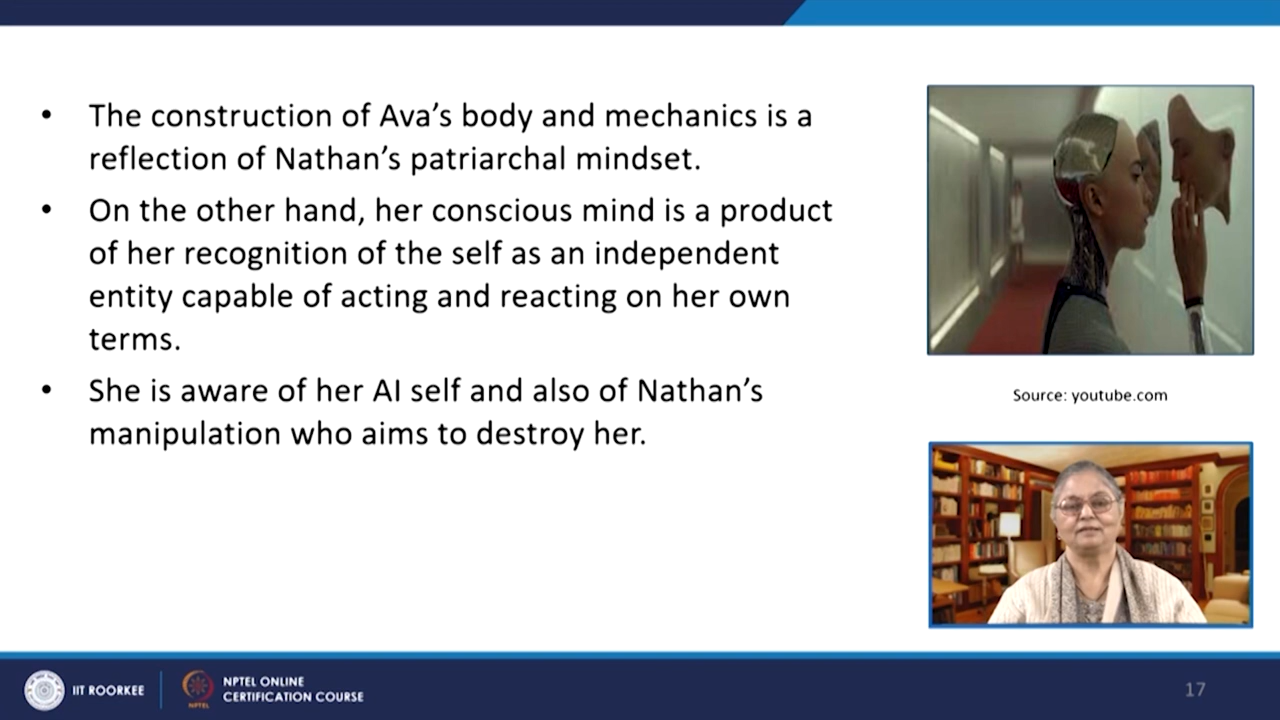 • The construction of Ava’s body and mechanics is a
reflection of Nathan’s patriarchal mindset.
• On the other hand, her conscious mind is a product
of her recognition of the self as an independent
entity capable of acting and reacting on her own
terms.
• She is aware of her AI self and also of Nathan’s
manipulation who aims to destroy her.
Source: youtube.com
IIT ROORKEE
NPTEL
NPTEL ONLINE
CERTIFICATION COURSE
17